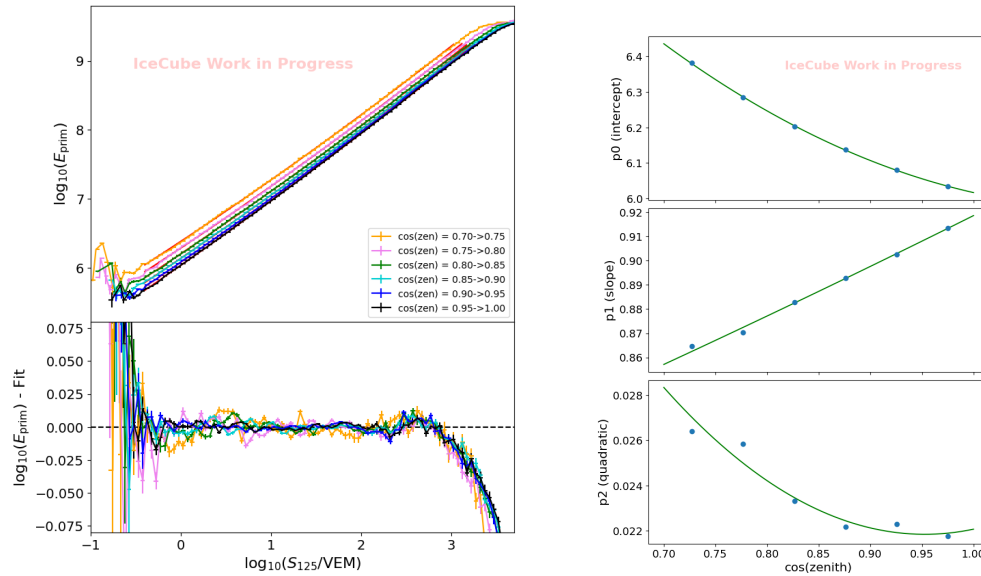 IceCube Work in Progress
log₁₀(E_prim)
9
8
7
6
cos(zen) = 0.70->0.75
cos(zen) = 0.75->0.80
cos(zen) = 0.80->0.85
cos(zen) = 0.85->0.90
cos(zen) = 0.90->0.95
cos(zen) = 0.95->1.00
log₁₀(E_prim) - Fit
0.075
0.050
0.025
0.000
−0.025
−0.050
−0.075
−1 0 1 2 3
log₁₀(S₁₂₅/VEM)
IceCube Work in Progress
p0 (intercept)
6.4
6.3
6.2
6.1
6.0
p1 (slope)
0.92
0.91
0.90
0.89
0.88
0.87
0.86
p2 (quadratic)
0.028
0.026
0.024
0.022
0.70 0.75 0.80 0.85 0.90 0.95 1.00
cos(zenith)